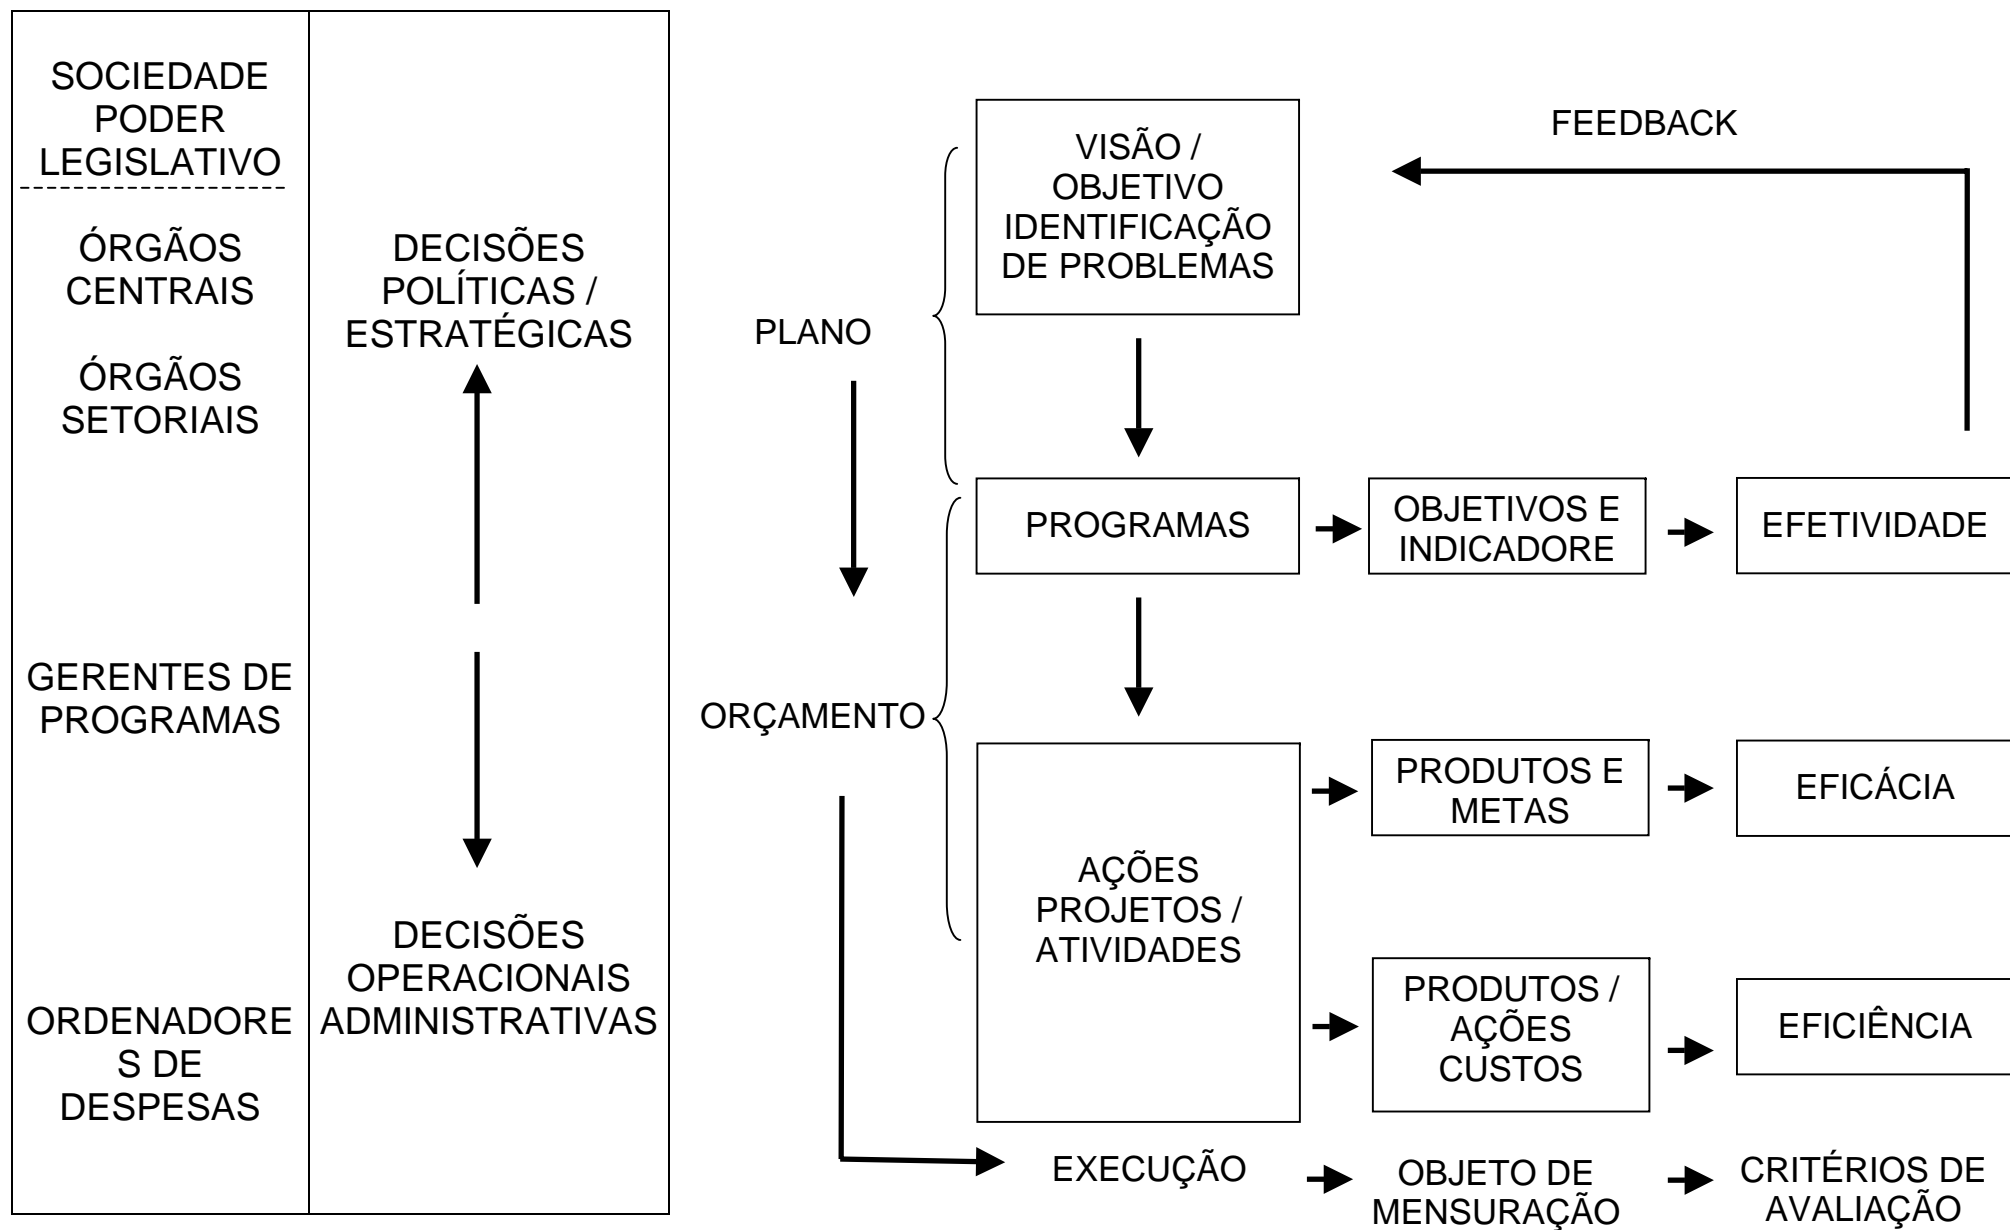 SOCIEDADE
PODER
LEGISLATIVO
ÓRGÃOS
CENTRAIS
ÓRGÃOS
SETORIAIS
GERENTES DE
PROGRAMAS
ORDENADORE
S DE
DESPESAS
DECISÕES
POLÍTICAS /
ESTRATÉGICAS
DECISÕES
OPERACIONAIS
ADMINISTRATIVAS
PLANO
ORÇAMENTO
VISÃO /
OBJETIVO
IDENTIFICAÇÃO
DE PROBLEMAS
FEEDBACK
PROGRAMAS
OBJETIVOS E
INDICADORE
EFETIVIDADE
AÇÕES
PROJETOS /
ATIVIDADES
PRODUTOS E
METAS
EFICÁCIA
PRODUTOS /
AÇÕES
CUSTOS
EFICIÊNCIA
EXECUÇÃO
OBJETO DE
MENSURAÇÃO
CRITÉRIOS DE
AVALIAÇÃO